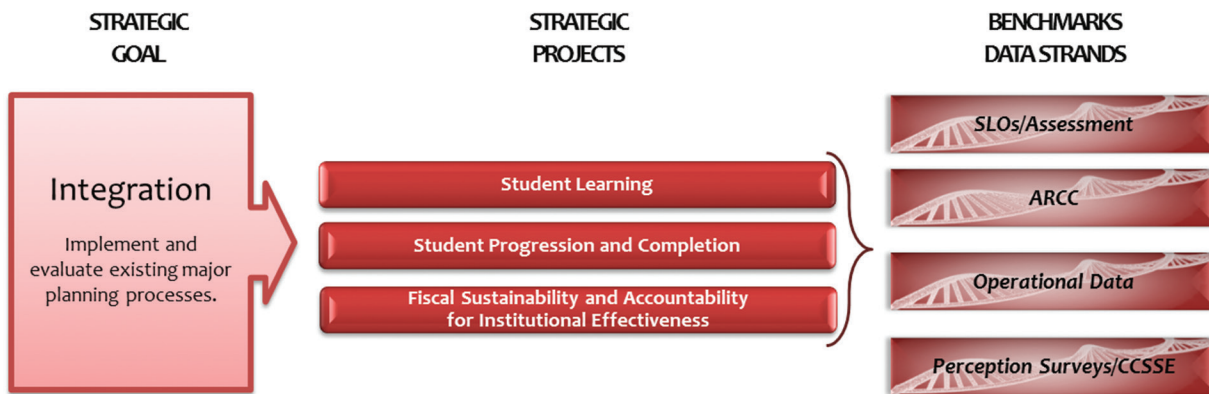 STRATEGIC
GOAL
STRATEGIC
PROJECTS
BENCHMARKS
DATA STRANDS
Integration
Implement and
evaluate existing major
planning processes.
Student Learning
Student Progression and Completion
Fiscal Sustainability and Accountability
for Institutional Effectiveness
SLOs/Assessment
ARCC
Operational Data
Perception Surveys/CCSSE